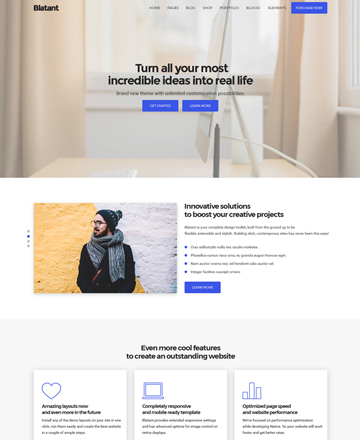 Blatant
HOME PAGES BLOG SHOP PORTFOLIO BLOCKS ELEMENTS PURCHASE NOW
Turn all your most
incredible ideas into real life
Brand new theme with unlimited customization possibilities
GET STARTED LEARN MORE
Innovative solutions
to boost your creative projects
Blatant is your complete design toolkit, built from the ground up to be
flexible, extensible and stylish. Building slick, contemporary sites has never been this easy!
Cras sollicitudin nulla nec iaculis molestie.
Phasellus cursus risus urna, eu gravida augue rhoncus eget.
Nam auctor viverra nisi, vel hendrerit odio auctor vel.
Integer facilisis suscipit ornare.
LEARN MORE
Even more cool features
to create an outstanding website
Amazing layouts now
and even more in the future
Install any of the demo layouts on your site in one
click, mix them easily and create the best website
in a couple of simple steps.
Completely responsive
and mobile ready template
Blatant provides extended responsive settings
and has advanced options for image control on
retina displays.
Optimized page speed
and website performance
We're focused on performance optimization
while developing Native. So your website will work
faster and get better rates.